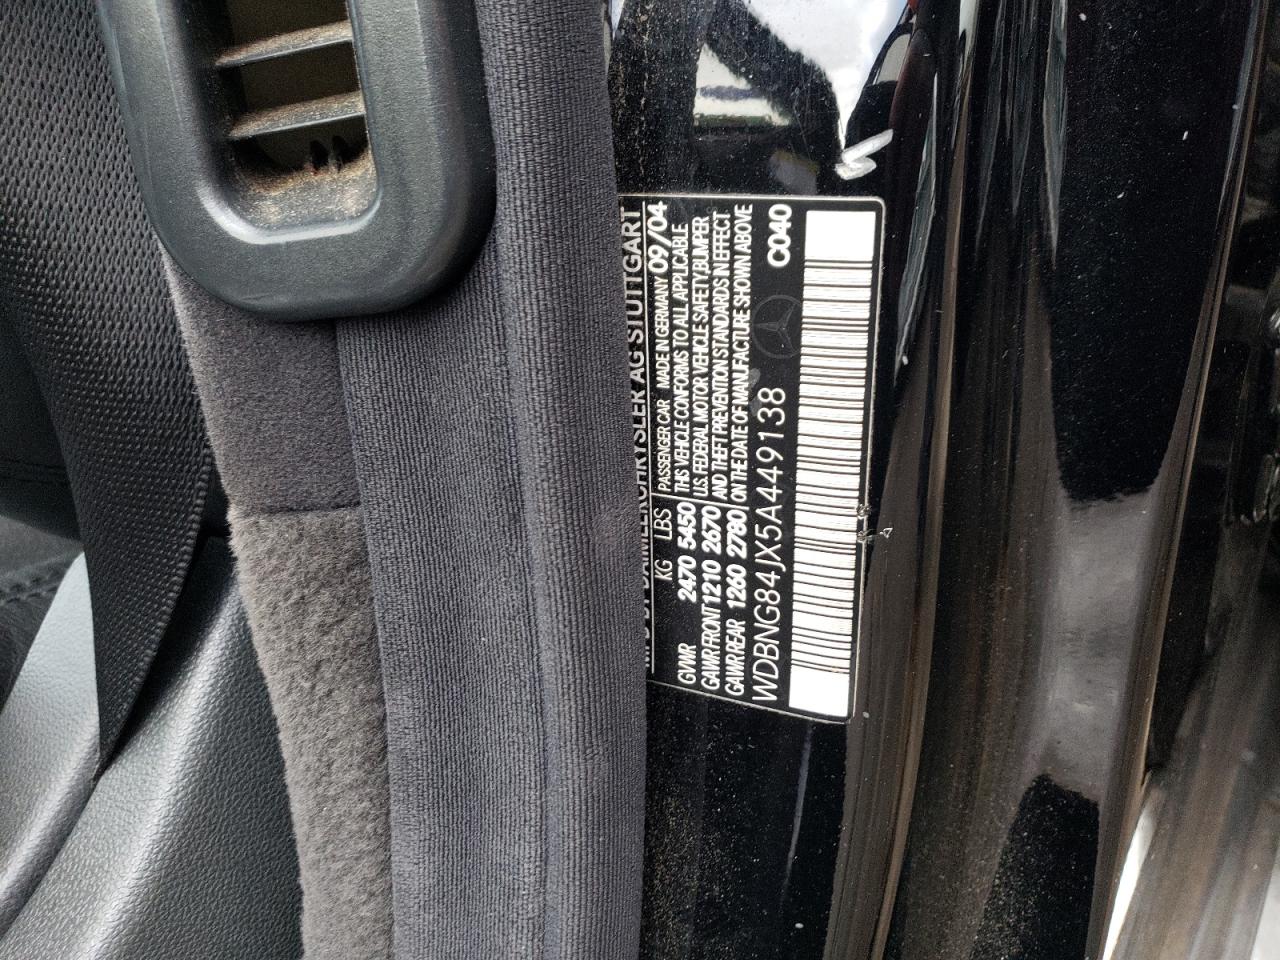 MFD BY DAIMLERCHRYSLER AG STUTTGART
KG LBS PASSENGER CAR MADE IN GERMANY 09/04
GVWR 2470 5450 THIS VEHICLE CONFORMS TO ALL APPLICABLE
GAWR FRONT 1210 2670 U.S. FEDERAL MOTOR VEHICLE SAFETY, BUMPER
GAWR REAR 1260 2780 AND THEFT PREVENTION STANDARDS IN EFFECT
ON THE DATE OF MANUFACTURE SHOWN ABOVE
WDBNG84JX5A449138 C040